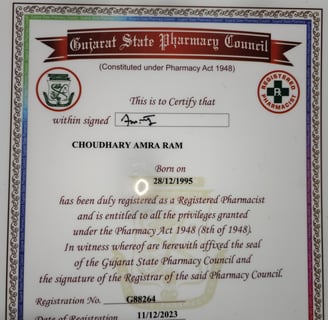 Gujarat State Pharmacy Council
(Constituted under Pharmacy Act 1948)
REGISTERED PHARMACIST
Rx
This is to Certify that
within signed
CHOUDHARY AMRA RAM
Born on
28/12/1995
has been duly registered as a Registered Pharmacist
and is entitled to all the privileges granted
under the Pharmacy Act 1948 (8th of 1948).
In witness whereof are herewith affixed the seal
of the Gujarat State Pharmacy Council and
the signature of the Registrar of the said Pharmacy Council.
Registration No. G88264
Date of Registration 11/12/2023